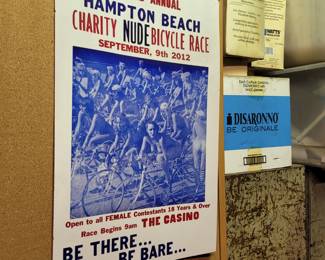 ANNUAL
HAMPTON BEACH
CHARITY NUDE BICYCLE RACE
SEPTEMBER, 9th 2012
Open to all FEMALE Contestants 18 Years & Over
Race Begins 9am THE CASINO
BE THERE...
BE BARE...
DISARONNO
BE ORIGINALE
WATTS